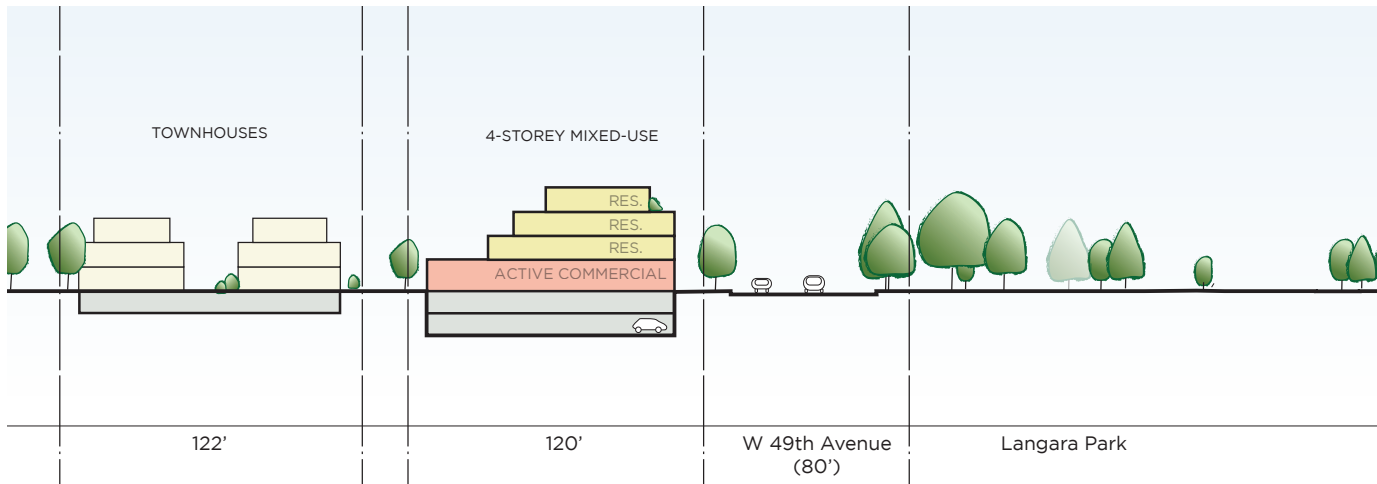 TOWNHOUSES
4-STOREY MIXED-USE
RES.
RES.
RES.
ACTIVE COMMERCIAL
122’
120’
W 49th Avenue
(80’)
Langara Park